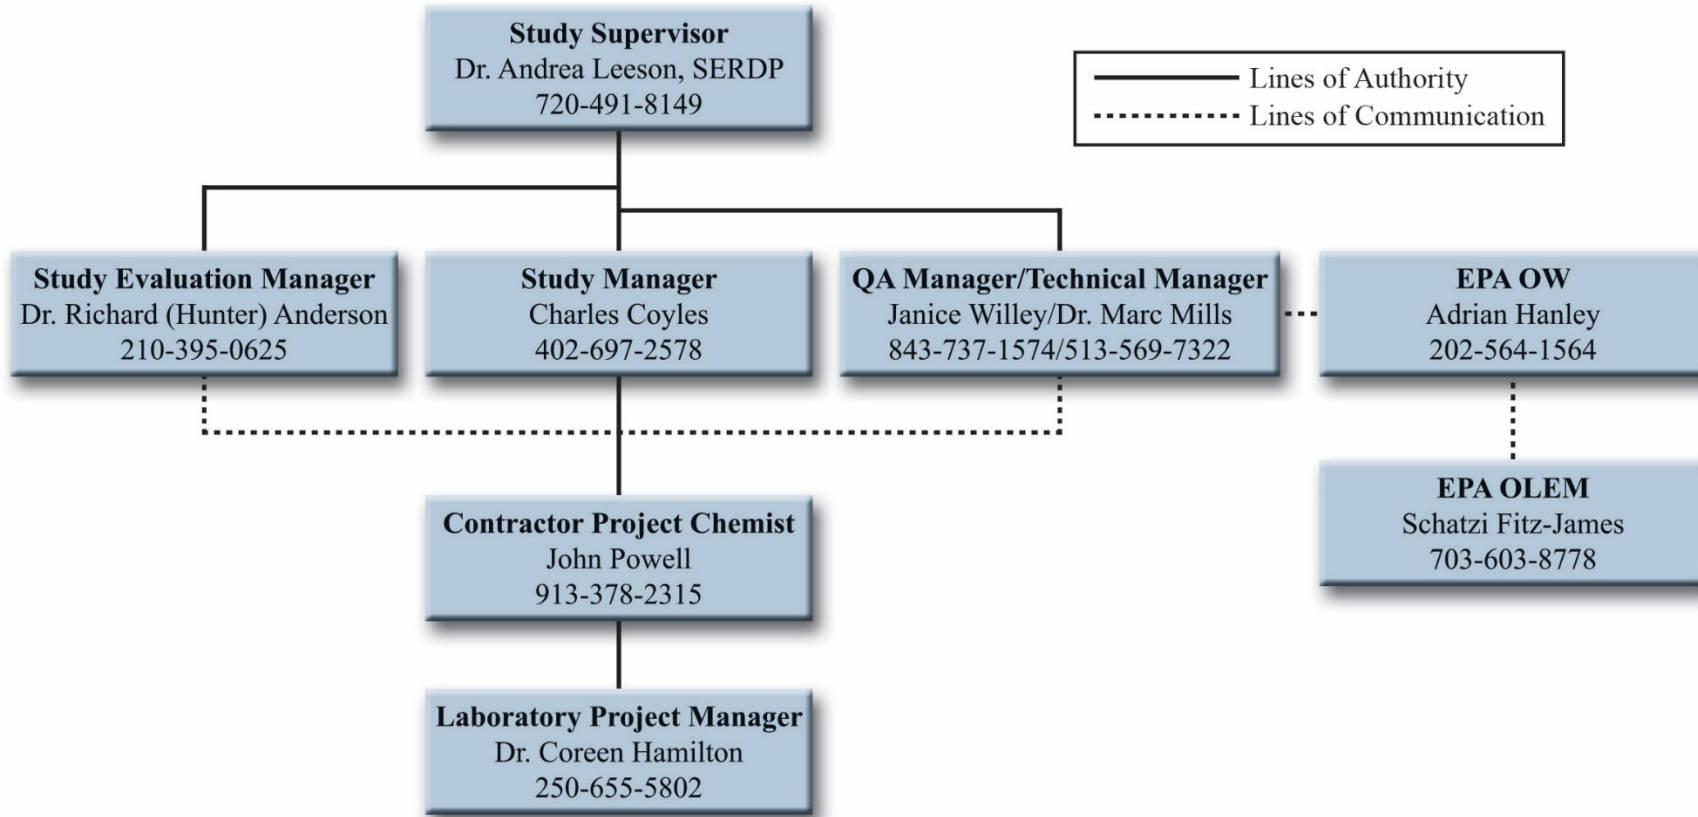 Study Supervisor
Dr. Andrea Leeson, SERDP
720-491-8149
Lines of Authority
Lines of Communication
Study Evaluation Manager
Dr. Richard (Hunter) Anderson
210-395-0625
Study Manager
Charles Coyles
402-697-2578
QA Manager/Technical Manager
Janice Willey/Dr. Marc Mills
843-737-1574/513-569-7322
EPA OW
Adrian Hanley
202-564-1564
EPA OLEM
Schatzi Fitz-James
703-603-8778
Contractor Project Chemist
John Powell
913-378-2315
Laboratory Project Manager
Dr. Coreen Hamilton
250-655-5802